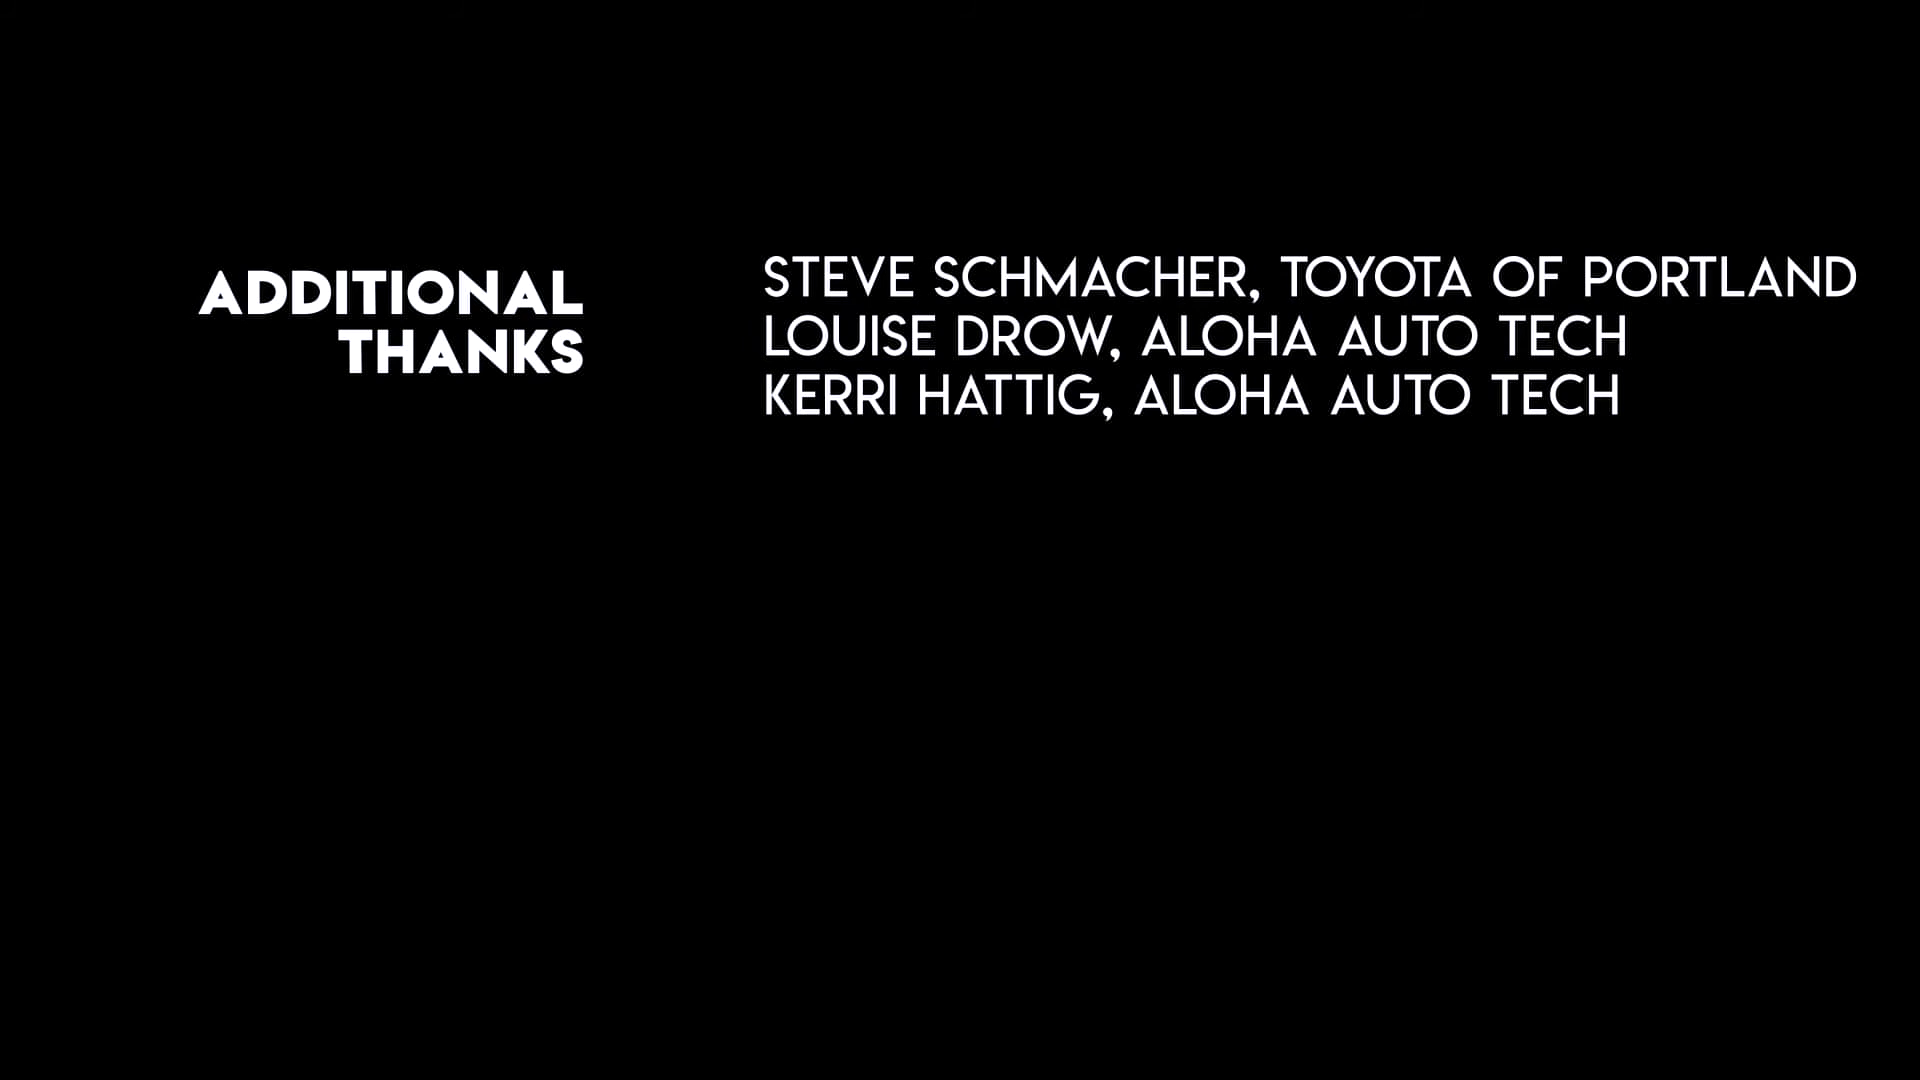 ADDITIONAL
THANKS
STEVE SCHMACHER, TOYOTA OF PORTLAND
LOUISE DROW, ALOHA AUTO TECH
KERRI HATTIG, ALOHA AUTO TECH